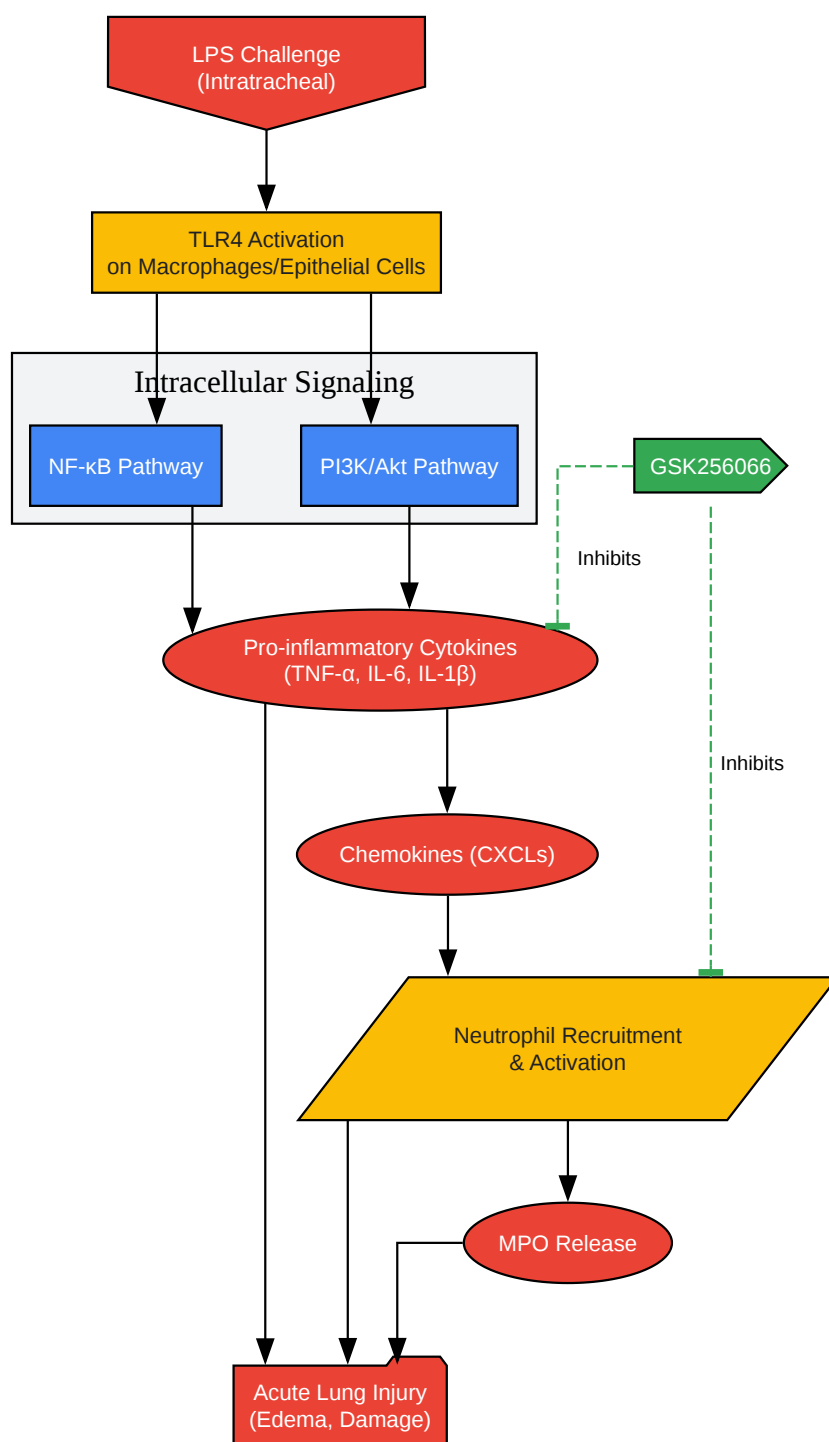 LPS Challenge
(Intratracheal)
TLR4 Activation
on Macrophages/Epithelial Cells
Intracellular Signaling
NF-κB Pathway
PI3K/Akt Pathway
GSK256066
Inhibits
Pro-inflammatory Cytokines
(TNF-α, IL-6, IL-1β)
Inhibits
Chemokines (CXCLs)
Neutrophil Recruitment
& Activation
MPO Release
Acute Lung Injury
(Edema, Damage)